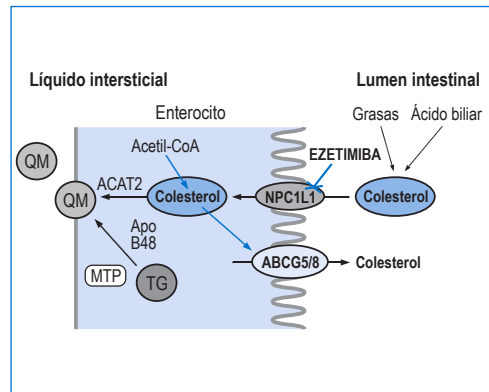 Líquido intersticial
Lumen intestinal
Enterocito
Grasas
Ácido biliar
Acetil-CoA
EZETIMIBA
QM
ACAT2
QM
Colesterol
NPC1L1
Colesterol
Apo
B48
MTP
TG
ABCG5/8
Colesterol